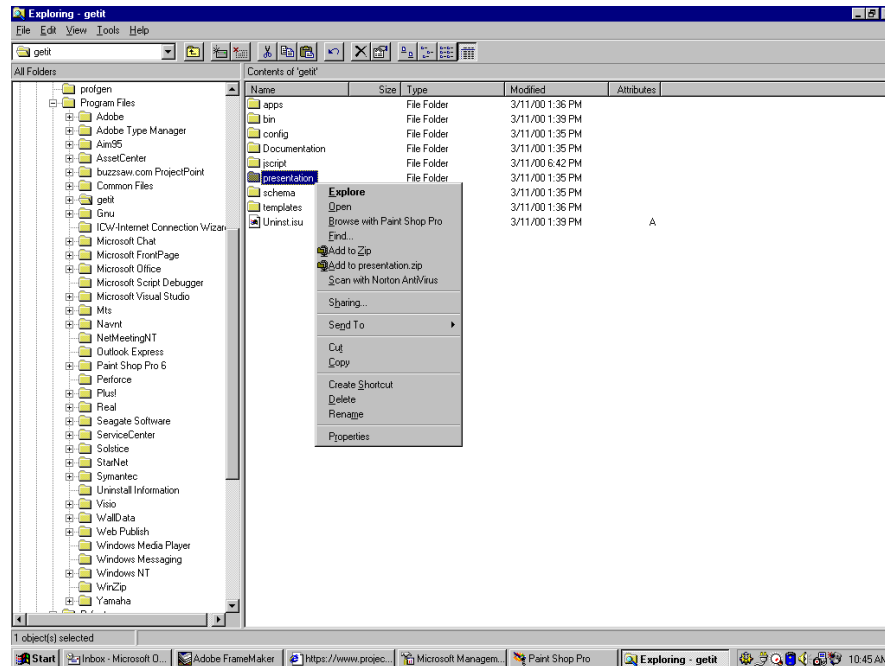 Exploring - getit
File Edit View Tools Help
getit
All Folders
Contents of 'getit'
profgen
Program Files
Adobe
Adobe Type Manager
Aim95
AssetCenter
buzzsaw.com ProjectPoint
Common Files
getit
Gnu
ICW-Internet Connection Wizar
Microsoft Chat
Microsoft FrontPage
Microsoft Office
Microsoft Script Debugger
Microsoft Visual Studio
Mts
Navnt
NetMeetingNT
Outlook Express
Paint Shop Pro 6
Perforce
Plus!
Real
Seagate Software
ServiceCenter
Solstice
StarNet
Symantec
Uninstall Information
Visio
WallData
Web Publish
Windows Media Player
Windows Messaging
Windows NT
WinZip
Yamaha
Name Size Type Modified Attributes
apps File Folder 3/11/00 1:36 PM
bin File Folder 3/11/00 1:39 PM
config File Folder 3/11/00 1:35 PM
Documentation File Folder 3/11/00 1:35 PM
jscript File Folder 3/11/00 6:42 PM
presentation File Folder 3/11/00 1:35 PM
schema 3/11/00 1:35 PM
templates 3/11/00 1:36 PM
Uninst.isu 3/11/00 1:39 PM A
Explore
Open
Browse with Paint Shop Pro
Find...
Add to Zip
Add to presentation.zip
Scan with Norton AntiVirus
Sharing...
Send To
Cut
Copy
Create Shortcut
Delete
Rename
Properties
1 object(s) selected
Start Inbox - Microsoft O... Adobe FrameMaker https://www.projec... Microsoft Managem... Paint Shop Pro Exploring - getit 10:45 AM